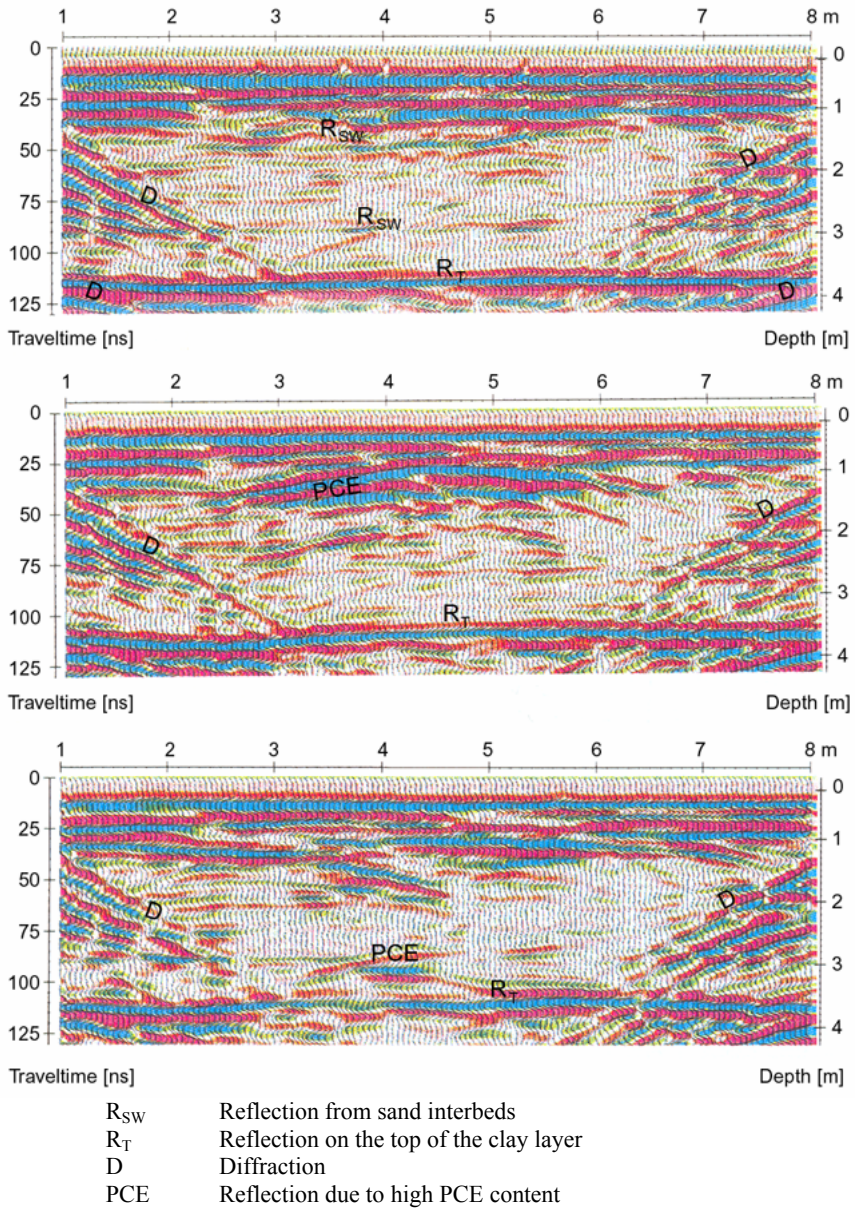 1 2 3 4 5 6 7 8 m
0 0
25 1
R_SW
50 D
D 2
75
R_SW 3
100
R_T
D D 4
125
Traveltime [ns] Depth [m]
1 2 3 4 5 6 7 8 m
0 0
25 1
PCE
50 D
D 2
75
3
100 R_T
125 4
Traveltime [ns] Depth [m]
1 2 3 4 5 6 7 8 m
0 0
25 1
50
D D 2
75
PCE 3
100 R_T
125 4
Traveltime [ns] Depth [m]
R_SW Reflection from sand interbeds
R_T Reflection on the top of the clay layer
D Diffraction
PCE Reflection due to high PCE content